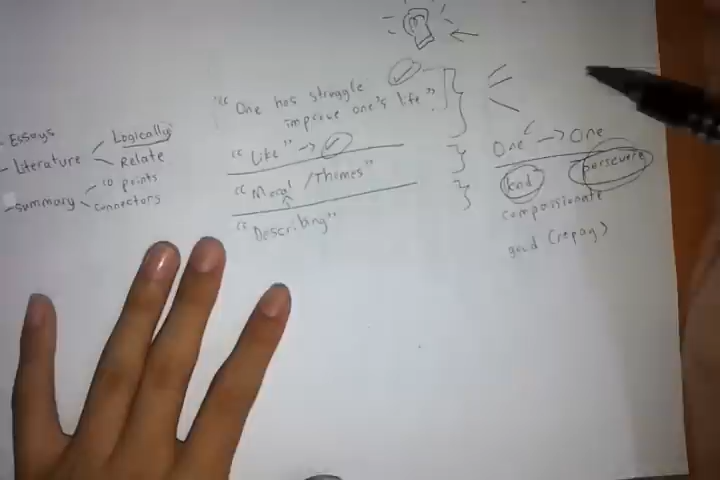 - Essays
- Literature
Logically
Relate
- Summary
10 points
connectors
"One has struggle
improve one's life"
"Like" →
"Moral / Themes"
"Describing"
One → One
kind
persevere
compassionate
good (repay)